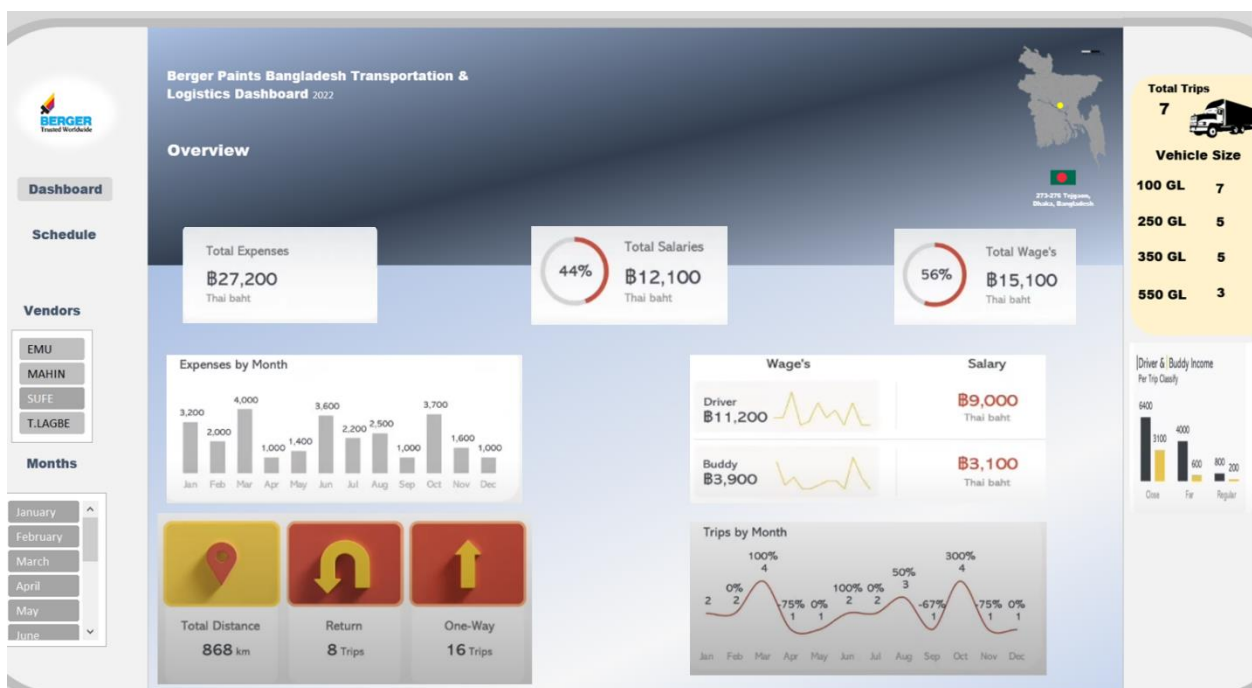 BERGER
Trusted Worldwide
Dashboard
Schedule
Vendors
EMU
MAHIN
SUFE
T.LAGBE
Months
January
February
March
April
May
June
Berger Paints Bangladesh Transportation &
Logistics Dashboard 2022
Overview
273-276 Tejgaon,
Dhaka, Bangladesh
Total Expenses
฿27,200
Thai baht
44%
Total Salaries
฿12,100
Thai baht
56%
Total Wage's
฿15,100
Thai baht
Expenses by Month
3,200 2,000 4,000 1,000 1,400 3,600 2,200 2,500 1,000 3,700 1,600 1,000
Jan Feb Mar Apr May Jun Jul Aug Sep Oct Nov Dec
Wage's Salary
Driver
฿11,200
฿9,000
Thai baht
Buddy
฿3,900
฿3,100
Thai baht
Total Distance
868 km
Return
8 Trips
One-Way
16 Trips
Trips by Month
0% 100% -75% 0% 100% 0% 50% -67% 300% -75% 0%
2 2 4 1 1 2 2 3 1 4 1 1
Jan Feb Mar Apr May Jun Jul Aug Sep Oct Nov Dec
Total Trips
7
Vehicle Size
100 GL 7
250 GL 5
350 GL 5
550 GL 3
Driver & Buddy Income
Per Trip Classify
6400 3100 4000 600 800 200
Close Far Regular